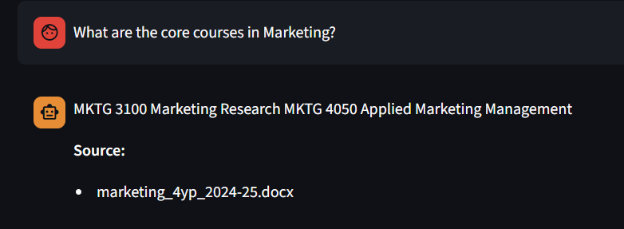 What are the core courses in Marketing?
MKTG 3100 Marketing Research MKTG 4050 Applied Marketing Management
Source:
• marketing_4yp_2024-25.docx